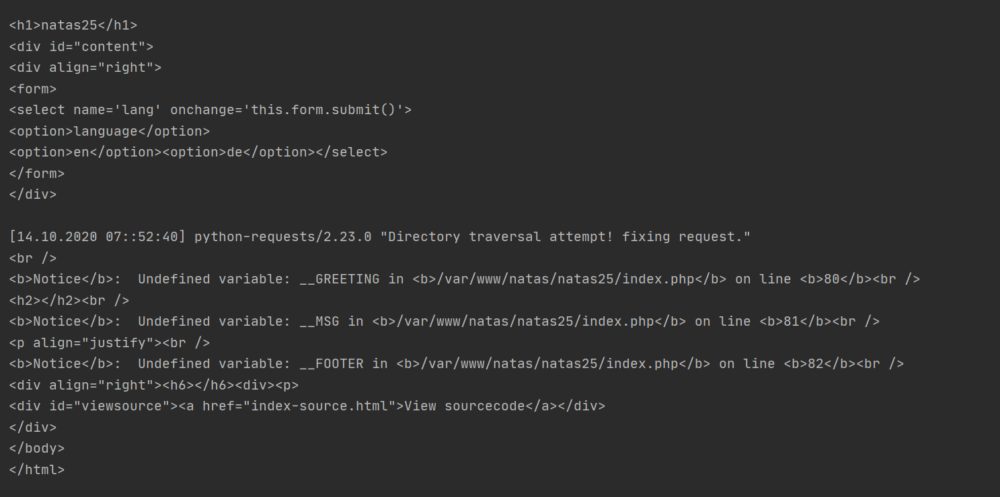 <h1>natas25</h1>
<div id="content">
<div align="right">
<form>
<select name='lang' onchange='this.form.submit()'>
<option>language</option>
<option>en</option><option>de</option></select>
</form>
</div>
[14.10.2020 07::52:40] python-requests/2.23.0 "Directory traversal attempt! fixing request."
<br />
<b>Notice</b>:  Undefined variable: __GREETING in <b>/var/www/natas/natas25/index.php</b> on line <b>80</b><br />
<h2></h2><br />
<b>Notice</b>:  Undefined variable: __MSG in <b>/var/www/natas/natas25/index.php</b> on line <b>81</b><br />
<p align="justify"><br />
<b>Notice</b>:  Undefined variable: __FOOTER in <b>/var/www/natas/natas25/index.php</b> on line <b>82</b><br />
<div align="right"><h6></h6><div><p>
<div id="viewsource"><a href="index-source.html">View sourcecode</a></div>
</div>
</body>
</html>